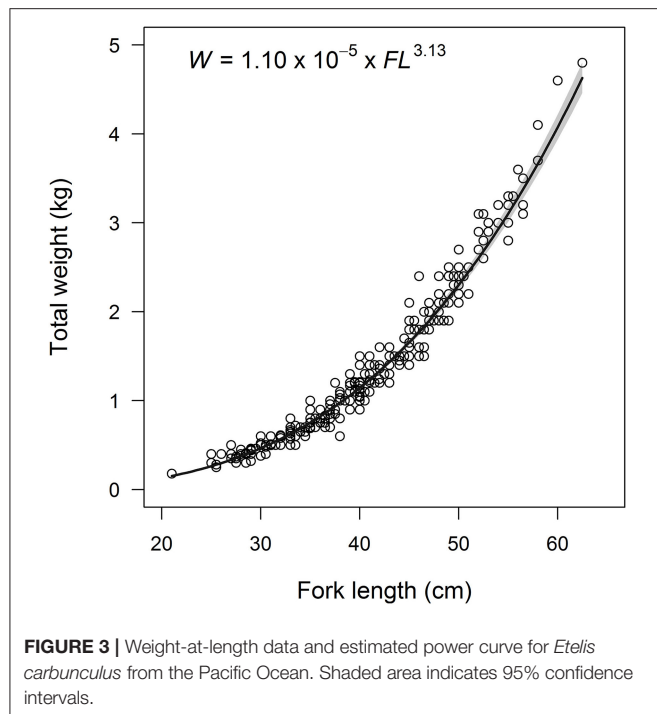 W = 1.10 x 10⁻⁵ x FL³·¹³
5
4
3
2
1
0
Total weight (kg)
20 30 40 50 60
Fork length (cm)
FIGURE 3 | Weight-at-length data and estimated power curve for Etelis
carbunculus from the Pacific Ocean. Shaded area indicates 95% confidence
intervals.